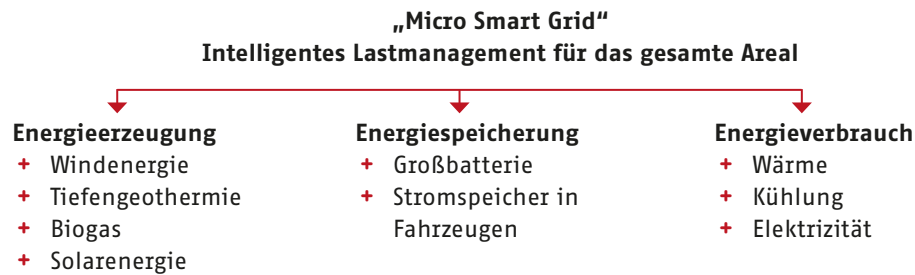 „Micro Smart Grid“
Intelligentes Lastmanagement für das gesamte Areal
Energieerzeugung
+ Windenergie
+ Tiefengeothermie
+ Biogas
+ Solarenergie
Energiespeicherung
+ Großbatterie
+ Stromspeicher in
Fahrzeugen
Energieverbrauch
+ Wärme
+ Kühlung
+ Elektrizität